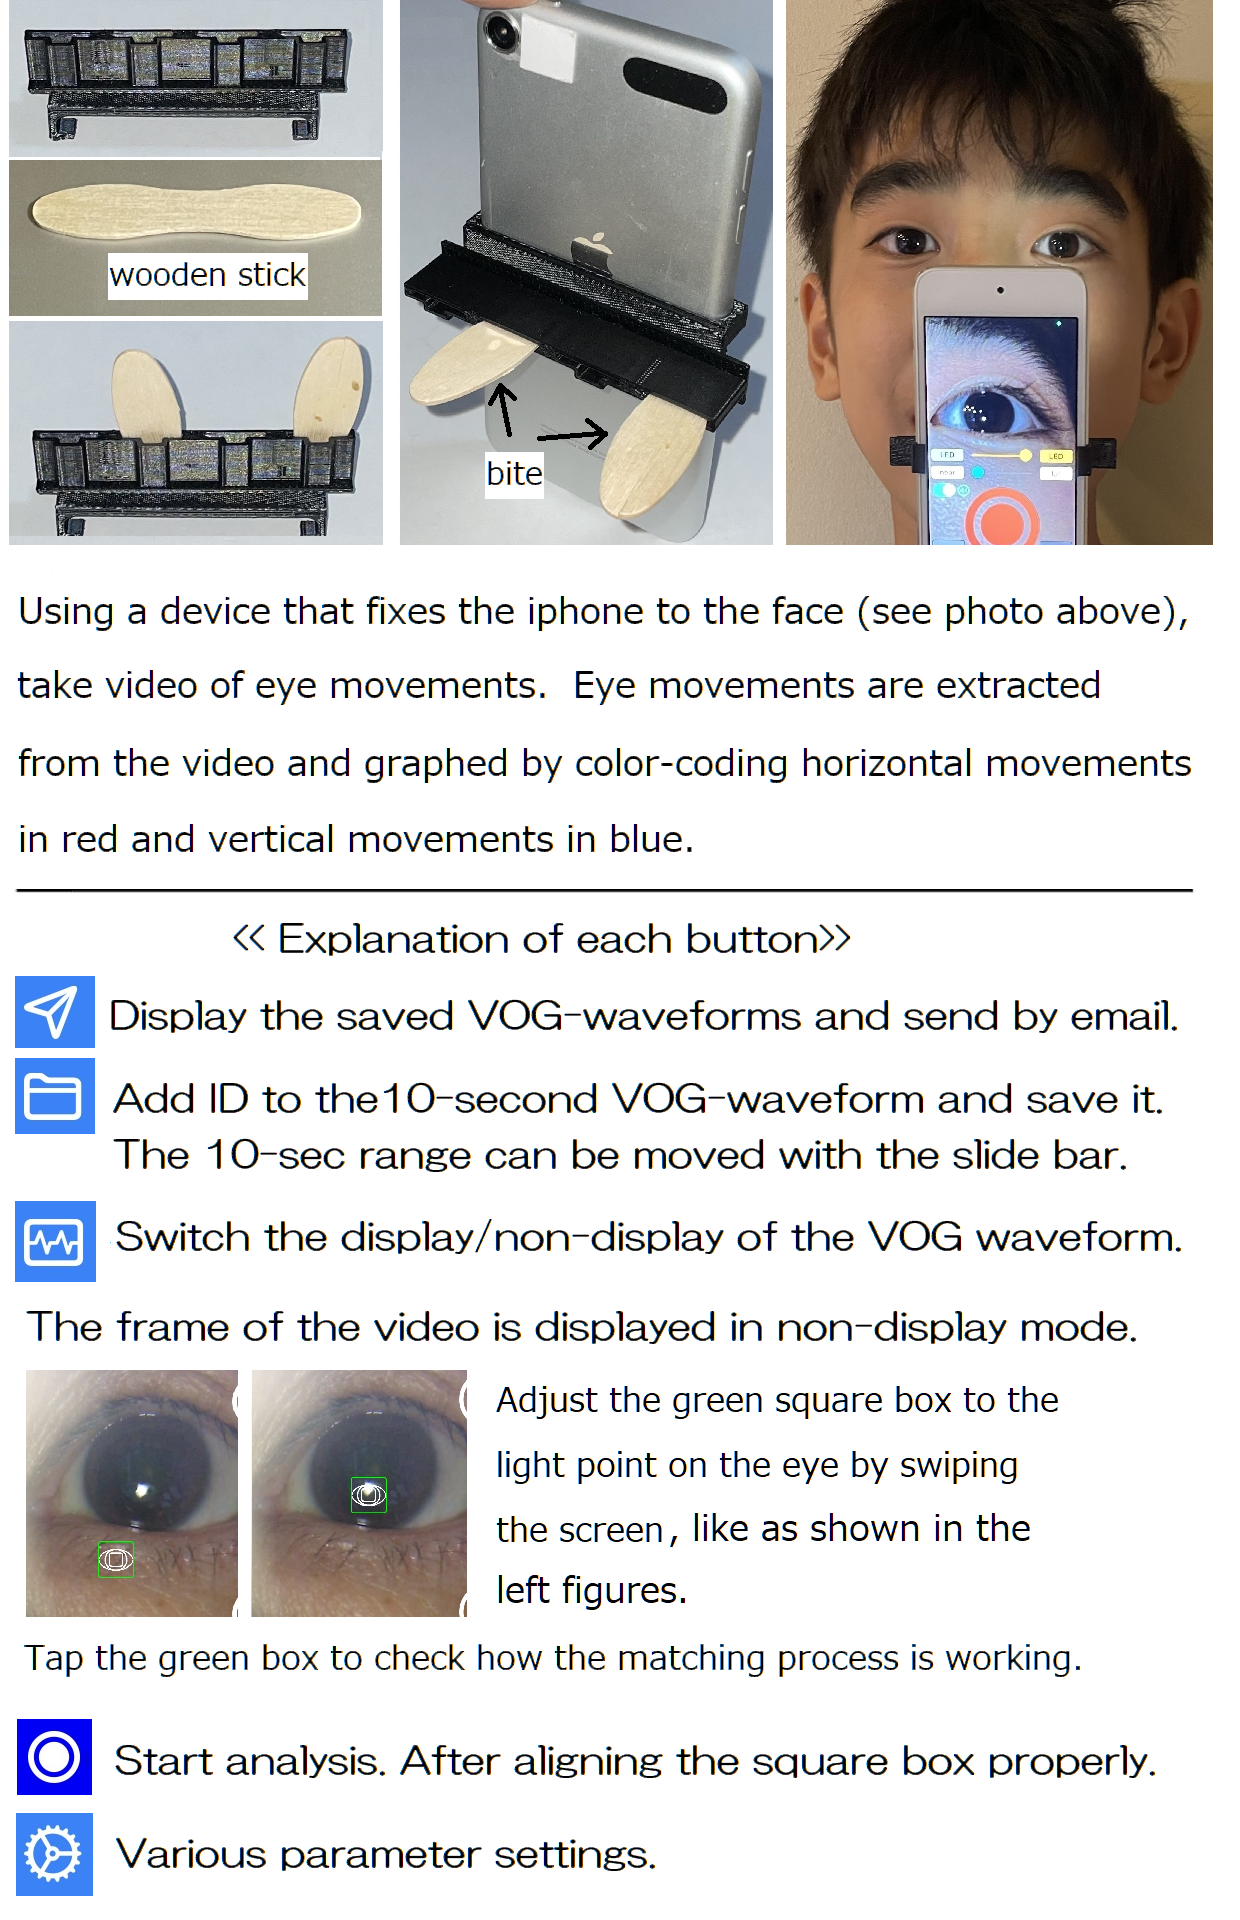 wooden stick
bite
LED
LED
near
Using a device that fixes the iphone to the face (see photo above),
take video of eye movements. Eye movements are extracted
from the video and graphed by color-coding horizontal movements
in red and vertical movements in blue.
<< Explanation of each button>>
Display the saved VOG-waveforms and send by email.
Add ID to the10-second VOG-waveform and save it.
The 10-sec range can be moved with the slide bar.
Switch the display/non-display of the VOG waveform.
The frame of the video is displayed in non-display mode.
Adjust the green square box to the
light point on the eye by swiping
the screen, like as shown in the
left figures.
Tap the green box to check how the matching process is working.
Start analysis. After aligning the square box properly.
Various parameter settings.